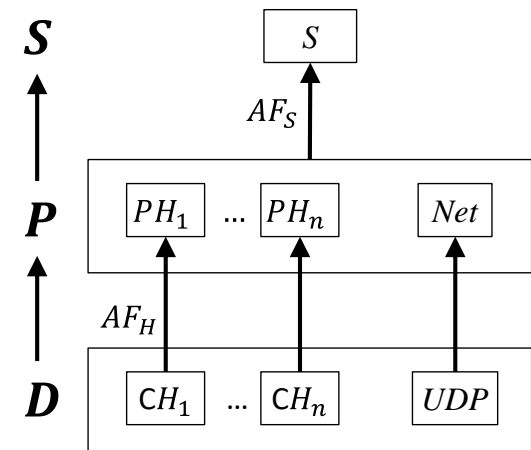 S S
AF_S
P PH_1 ... PH_n Net
AF_H
D CH_1 ... CH_n UDP